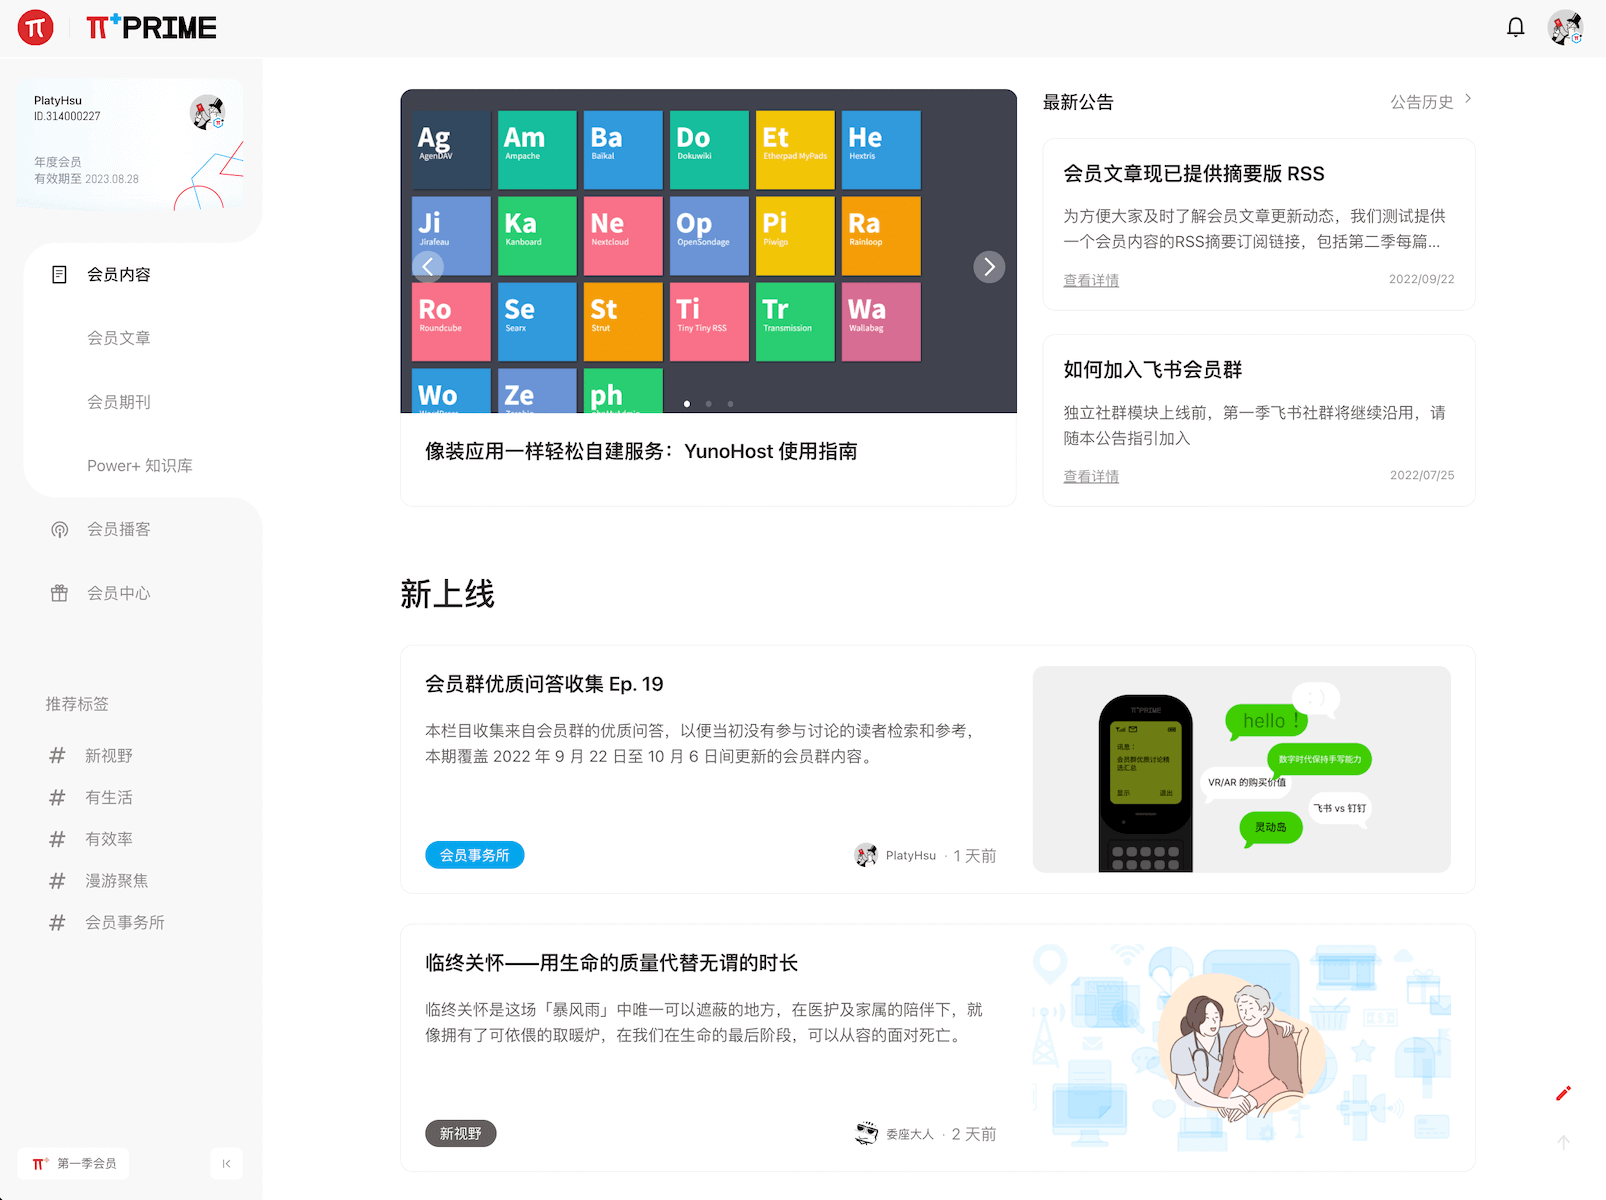 π+PRIME
PlatyHsu
ID.314000227
年度会员
有效期至 2023.08.28
会员内容
会员文章
会员期刊
Power+ 知识库
会员播客
会员中心
推荐标签
# 新视野
# 有生活
# 有效率
# 漫游聚焦
# 会员事务所
π+ 第一季会员
Ag Am Ba Do Et He
AgenDAV Ampache Baïkal Dokuwiki Etherpad MyPads Hextris
Ji Ka Ne Op Pi Ra
Jirafeau Kanboard Nextcloud OpenSondage Piwigo Rainloop
Ro Se St Ti Tr Wa
Roundcube Searx Strut Tiny Tiny RSS Transmission Wallabag
Wo Ze ph
像装应用一样轻松自建服务：YunoHost 使用指南
最新公告 公告历史
会员文章现已提供摘要版 RSS
为方便大家及时了解会员文章更新动态，我们测试提供
一个会员内容的RSS摘要订阅链接，包括第二季每篇...
查看详情 2022/09/22
如何加入飞书会员群
独立社群模块上线前，第一季飞书社群将继续沿用，请
随本公告指引加入
查看详情 2022/07/25
新上线
会员群优质问答收集 Ep. 19
本栏目收集来自会员群的优质问答，以便当初没有参与讨论的读者检索和参考，
本期覆盖 2022 年 9 月 22 日至 10 月 6 日间更新的会员群内容。
会员事务所 PlatyHsu · 1 天前
π+PRIME
讯息：
会员群优质讨论精
选汇总
显示 退出
:)
hello！
数字时代保持手写能力
VR/AR 的购买价值
飞书 vs 钉钉
灵动岛
临终关怀——用生命的质量代替无谓的时长
临终关怀是这场「暴风雨」中唯一可以遮蔽的地方，在医护及家属的陪伴下，就
像拥有了可依偎的取暖炉，在我们在生命的最后阶段，可以从容的面对死亡。
新视野 委座大人 · 2 天前